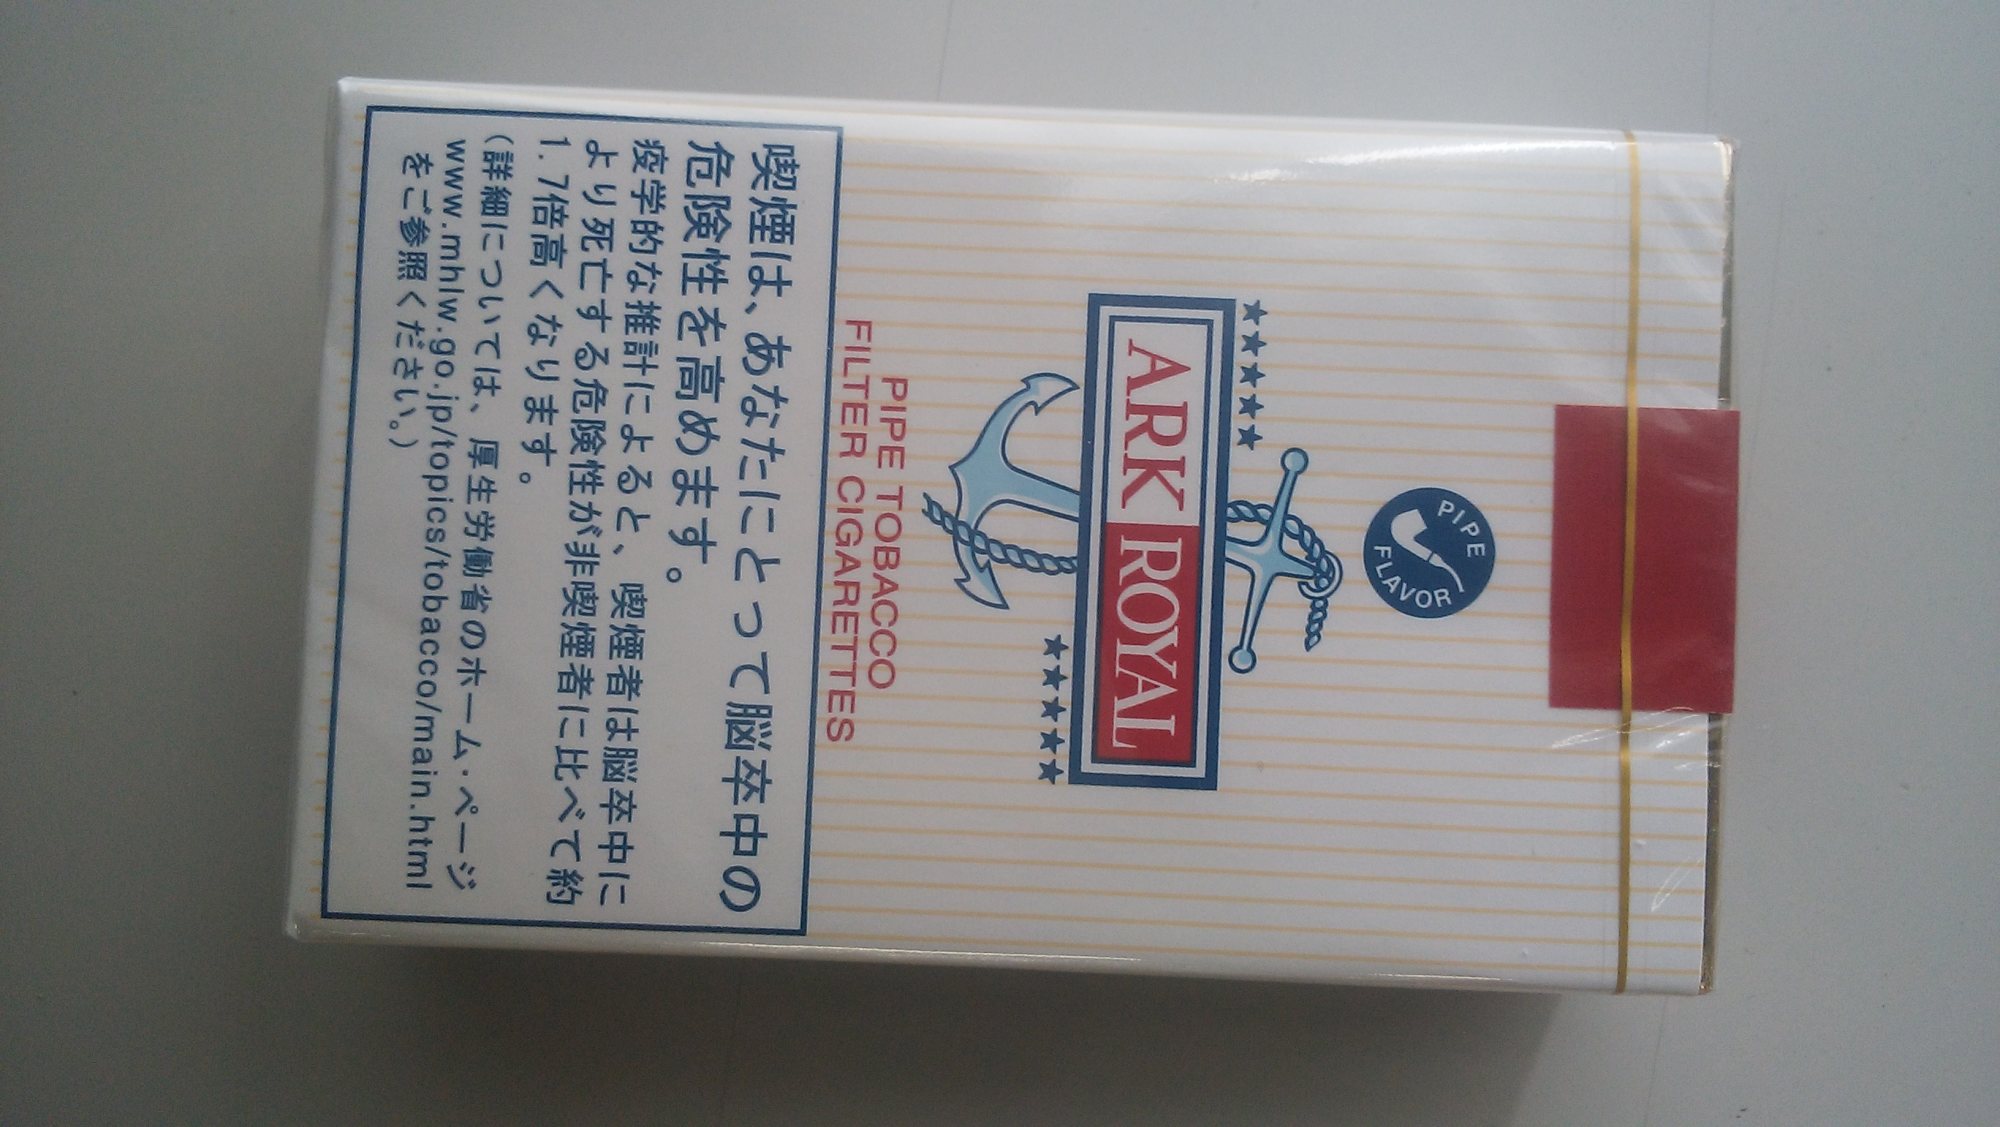 PIPE
FLAVOR
ARK ROYAL
PIPE TOBACCO
FILTER CIGARETTES
喫煙は、あなたにとって脳卒中の
危険性を高めます。
疫学的な推計によると、喫煙者は脳卒中に
より死亡する危険性が非喫煙者に比べて約
1.7倍高くなります。
(詳細については、厚生労働省のホーム・ページ
www.mhlw.go.jp/topics/tobacco/main.html
をご参照ください。)